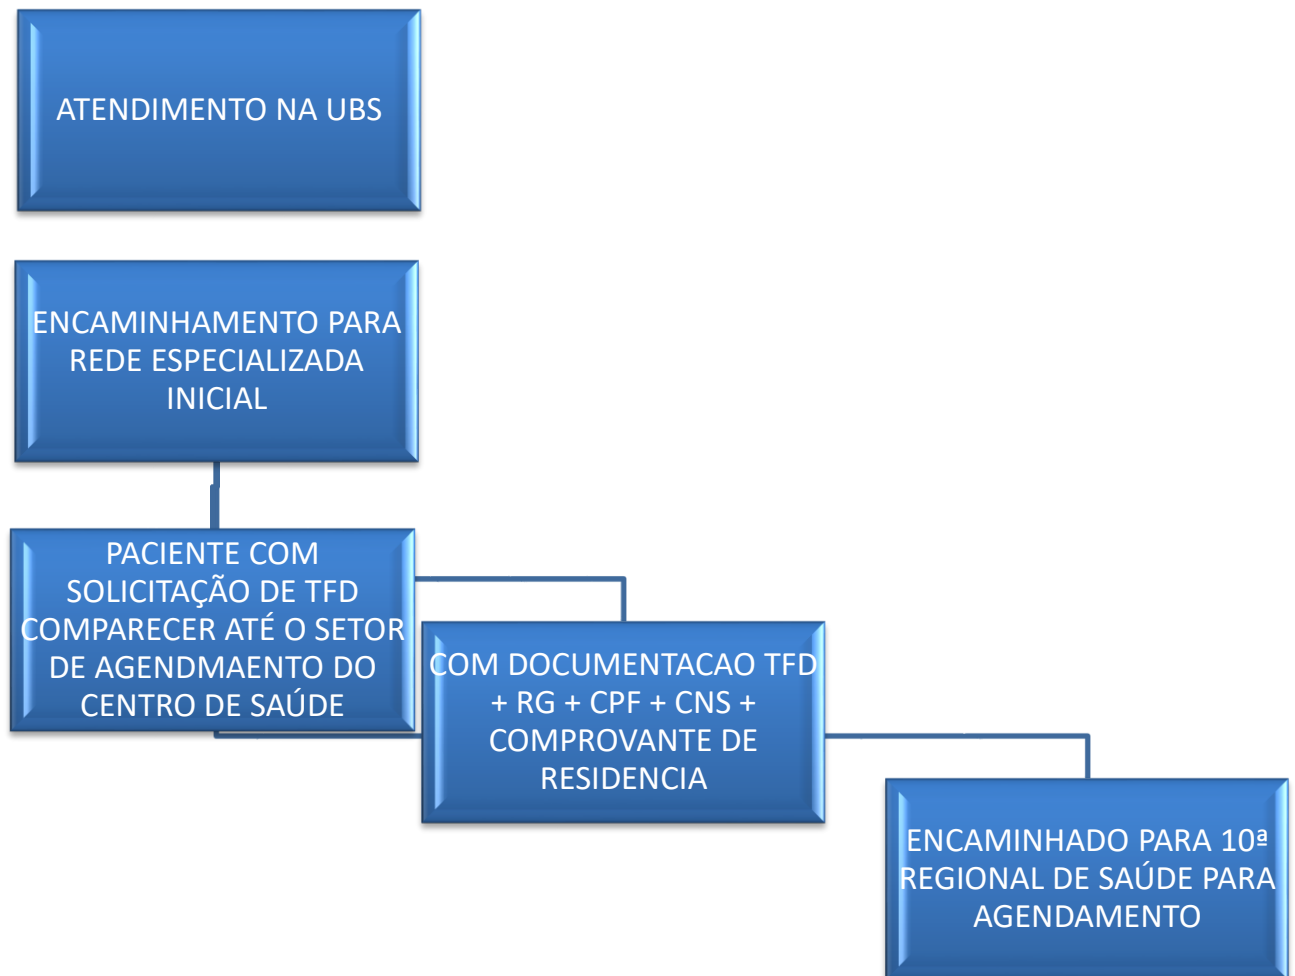 ATENDIMENTO NA UBS
ENCAMINHAMENTO PARA
REDE ESPECIALIZADA
INICIAL
PACIENTE COM
SOLICITAÇÃO DE TFD
COMPARECER ATÉ O SETOR
DE AGENDMAENTO DO
CENTRO DE SAÚDE
COM DOCUMENTACAO TFD
+ RG + CPF + CNS +
COMPROVANTE DE
RESIDENCIA
ENCAMINHADO PARA 10ª
REGIONAL DE SAÚDE PARA
AGENDAMENTO